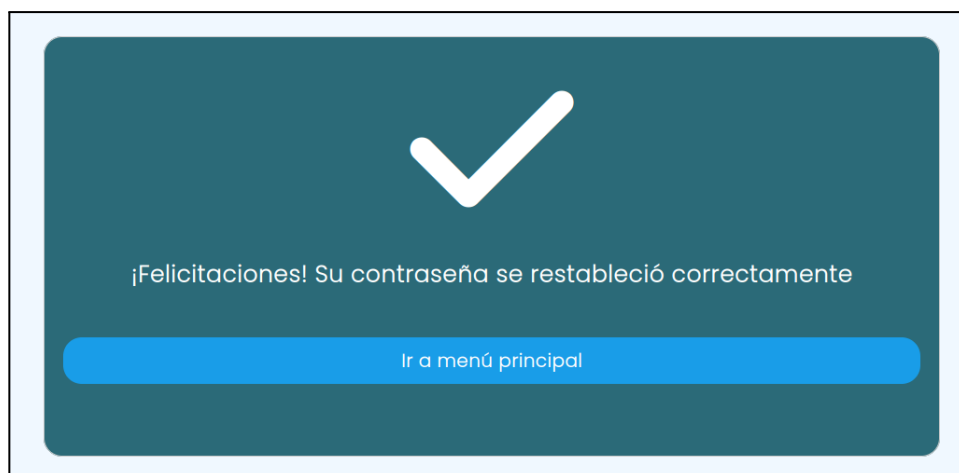 ¡Felicitaciones! Su contraseña se restableció correctamente
Ir a menú principal